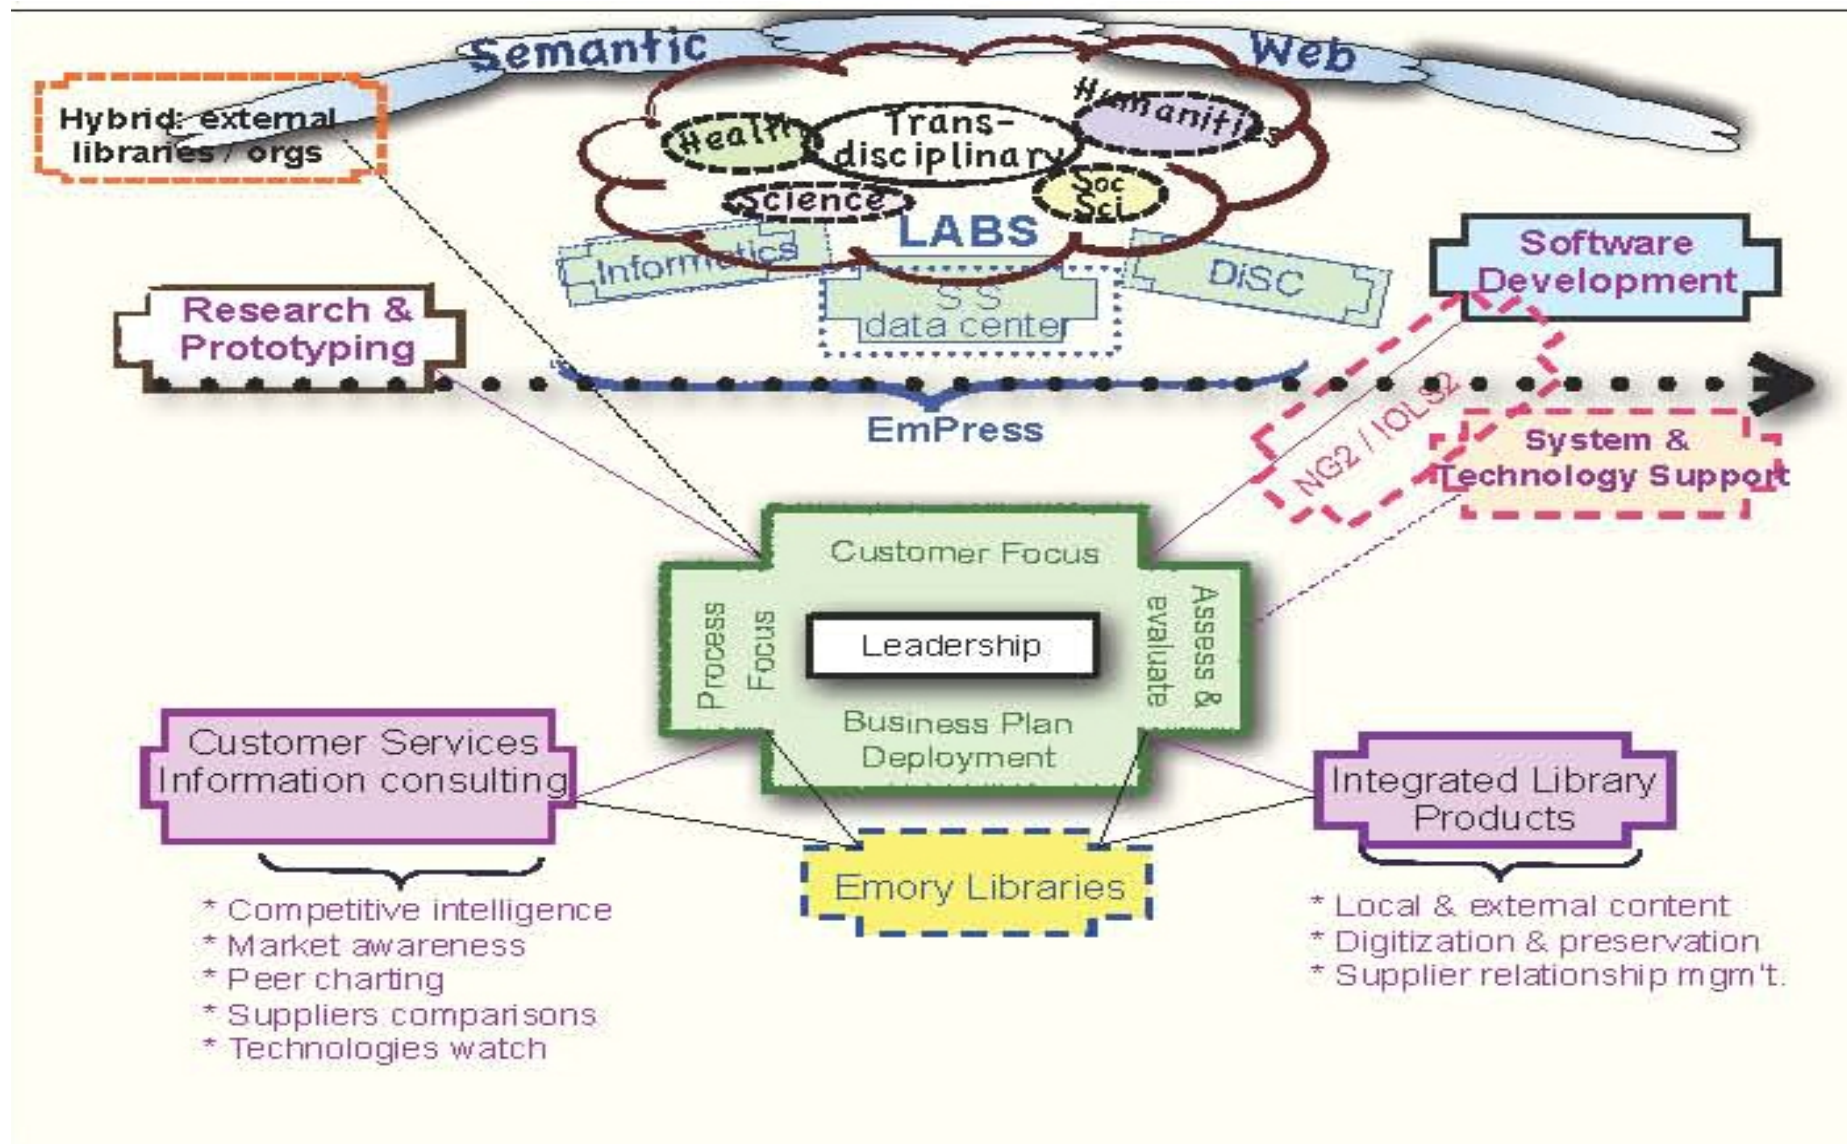 Semantic Web
Hybrid: external
libraries / orgs
Health
Trans-
disciplinary
Humanities
Science
Soc
Sci
LABS
Informatics
S S
data center
DiSC
Software
Development
Research &
Prototyping
EmPress
NG2 / IOLS2
System &
Technology Support
Customer Focus
Process
Focus
Leadership
Assess &
evaluate
Business Plan
Deployment
Customer Services
Information consulting
Integrated Library
Products
Emory Libraries
* Competitive intelligence
* Market awareness
* Peer charting
* Suppliers comparisons
* Technologies watch
* Local & external content
* Digitization & preservation
* Supplier relationship mgm't.